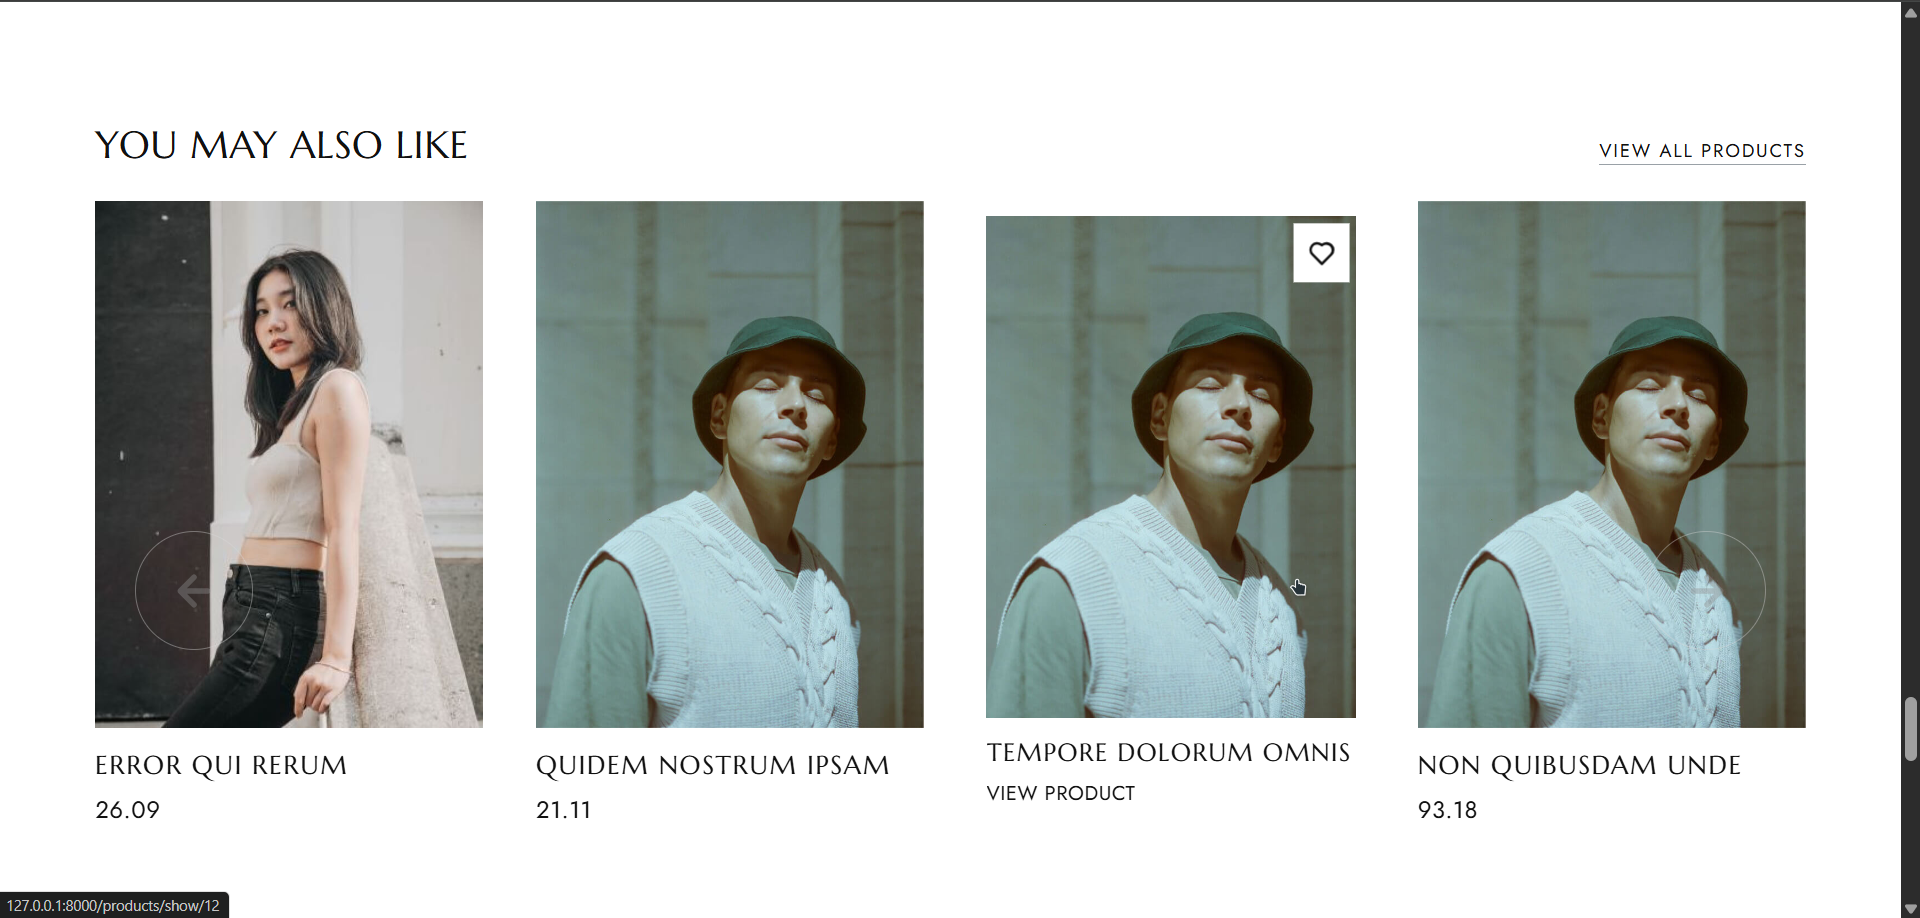 YOU MAY ALSO LIKE
VIEW ALL PRODUCTS
ERROR QUI RERUM
26.09
QUIDEM NOSTRUM IPSAM
21.11
TEMPORE DOLORUM OMNIS
VIEW PRODUCT
NON QUIBUSDAM UNDE
93.18
127.0.0.1:8000/products/show/12